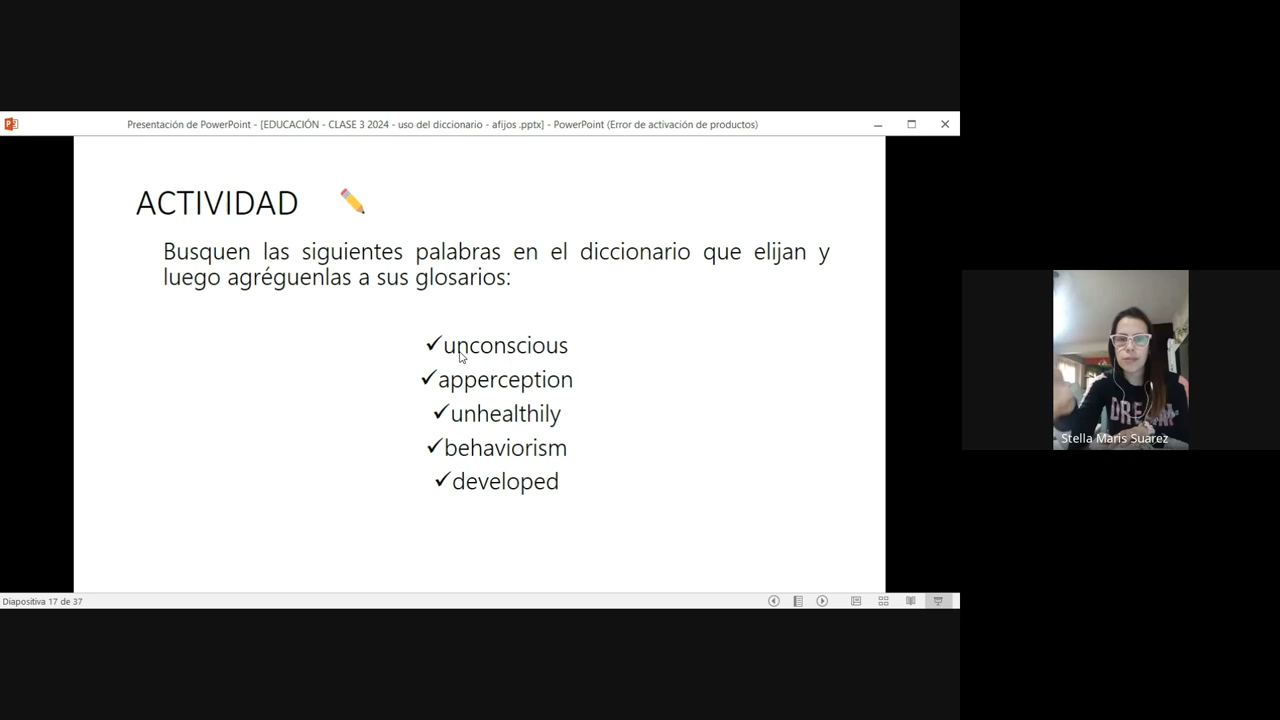 Presentación de PowerPoint - [EDUCACIÓN - CLASE 3 2024 - uso del diccionario - afijos .pptx] - PowerPoint (Error de activación de productos)
ACTIVIDAD
Busquen las siguientes palabras en el diccionario que elijan y
luego agréguenlas a sus glosarios:
✓unconscious
✓apperception
✓unhealthily
✓behaviorism
✓developed
Diapositiva 17 de 37
Stella Maris Suarez